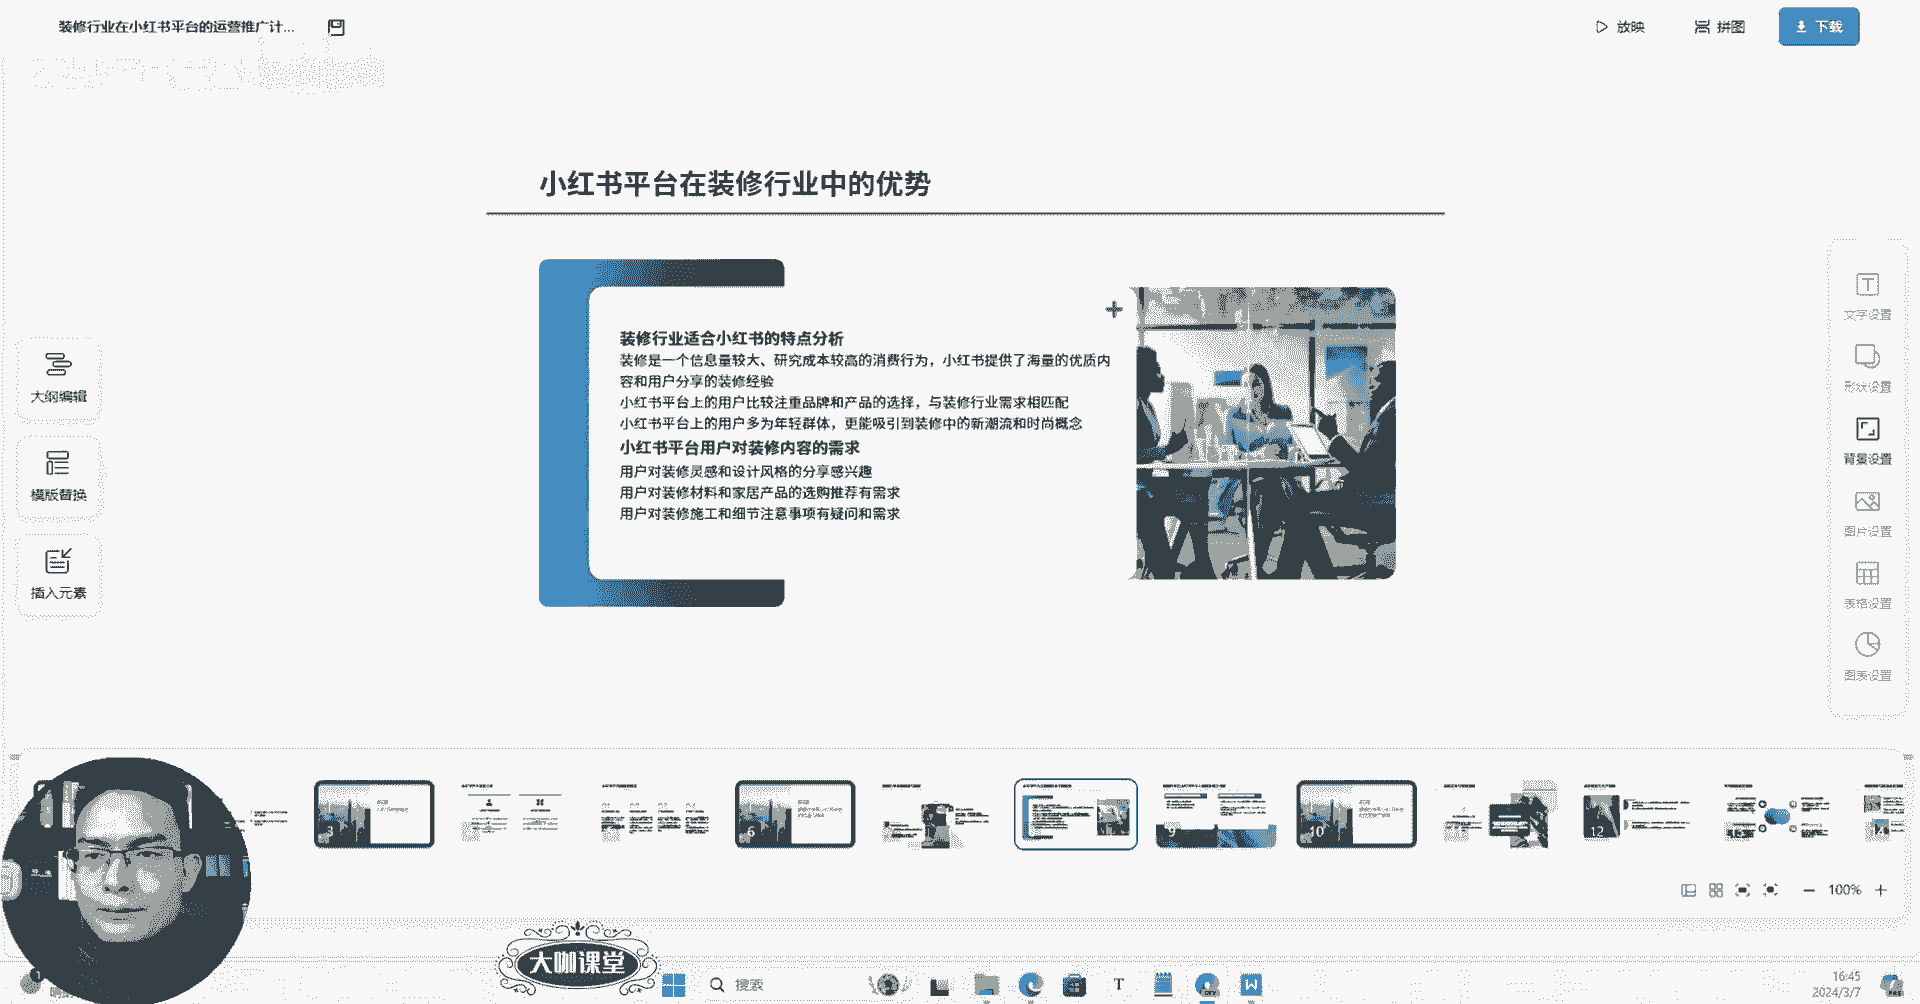 装修行业在小红书平台的运营推广计...
放映
拼图
下载
小红书平台在装修行业中的优势
装修行业适合小红书的特点分析
装修是一个信息量较大、研究成本较高的消费行为，小红书提供了海量的优质内
容和用户分享的装修经验
小红书平台上的用户比较注重品牌和产品的选择，与装修行业需求相匹配
小红书平台上的用户多为年轻群体，更能吸引到装修中的新潮流和时尚概念
小红书平台用户对装修内容的需求
用户对装修灵感和设计风格的分享感兴趣
用户对装修材料和家居产品的选购推荐有需求
用户对装修施工和细节注意事项有疑问和需求
大纲编辑
模版替换
插入元素
文字设置
形状设置
背景设置
图片设置
表格设置
图表设置
3
6
9
10
12
13
14
100%
大咖课堂
搜索
16:45
2024/3/7